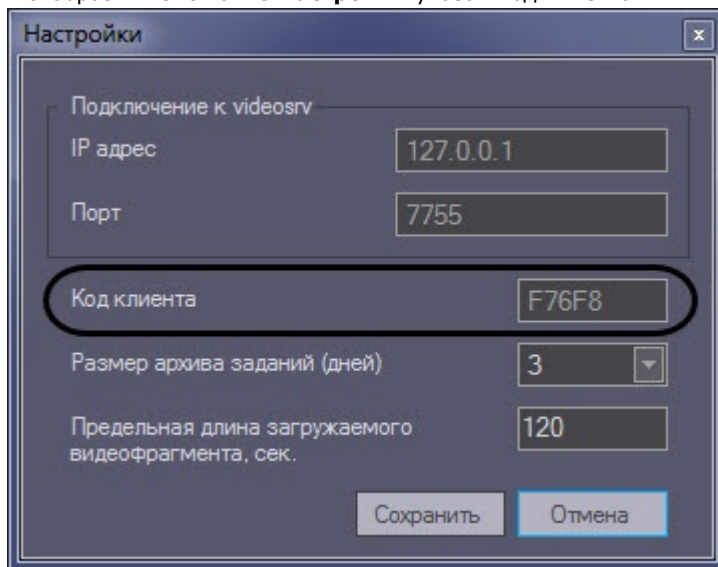 Настройки
x
Подключение к videosrv
IP адрес
127.0.0.1
Порт
7755
Код клиента
F76F8
Размер архива заданий (дней)
3
Предельная длина загружаемого
видеофрагмента, сек.
120
Сохранить
Отмена